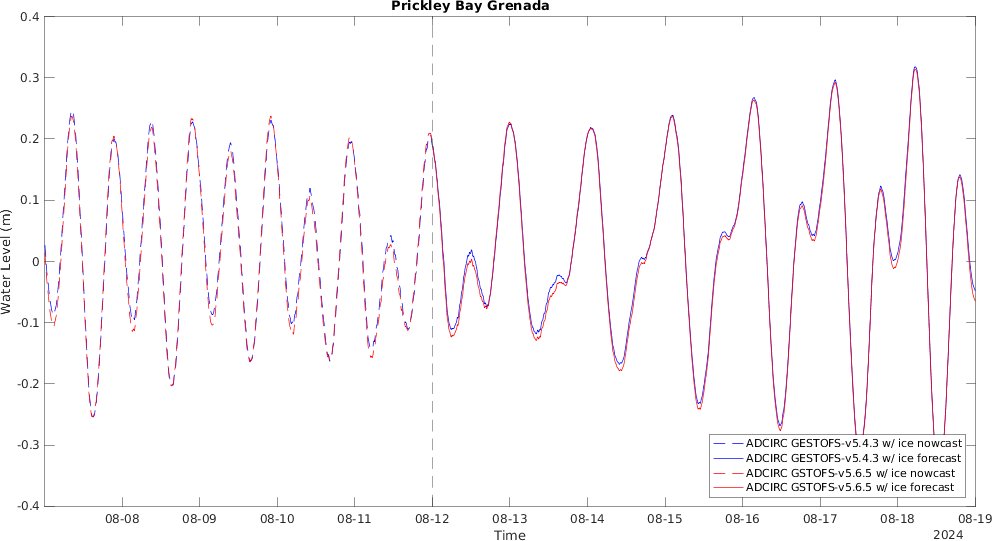 Prickley Bay Grenada
0.4
0.3
0.2
0.1
0
-0.1
-0.2
-0.3
-0.4
Water Level (m)
ADCIRC GESTOFS-v5.4.3 w/ ice nowcast
ADCIRC GESTOFS-v5.4.3 w/ ice forecast
ADCIRC GSTOFS-v5.6.5 w/ ice nowcast
ADCIRC GSTOFS-v5.6.5 w/ ice forecast
08-08 08-09 08-10 08-11 08-12 08-13 08-14 08-15 08-16 08-17 08-18 08-19
Time
2024